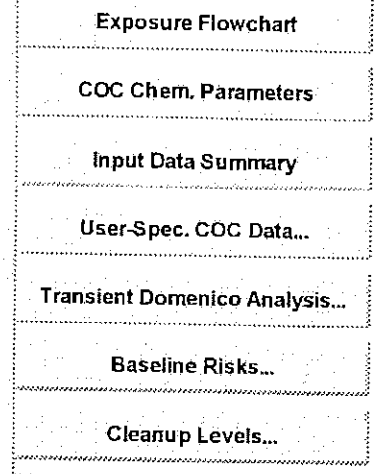 Exposure Flowchart
COC Chem. Parameters
Input Data Summary
User-Spec. COC Data...
Transient Domenico Analysis...
Baseline Risks...
Cleanup Levels...